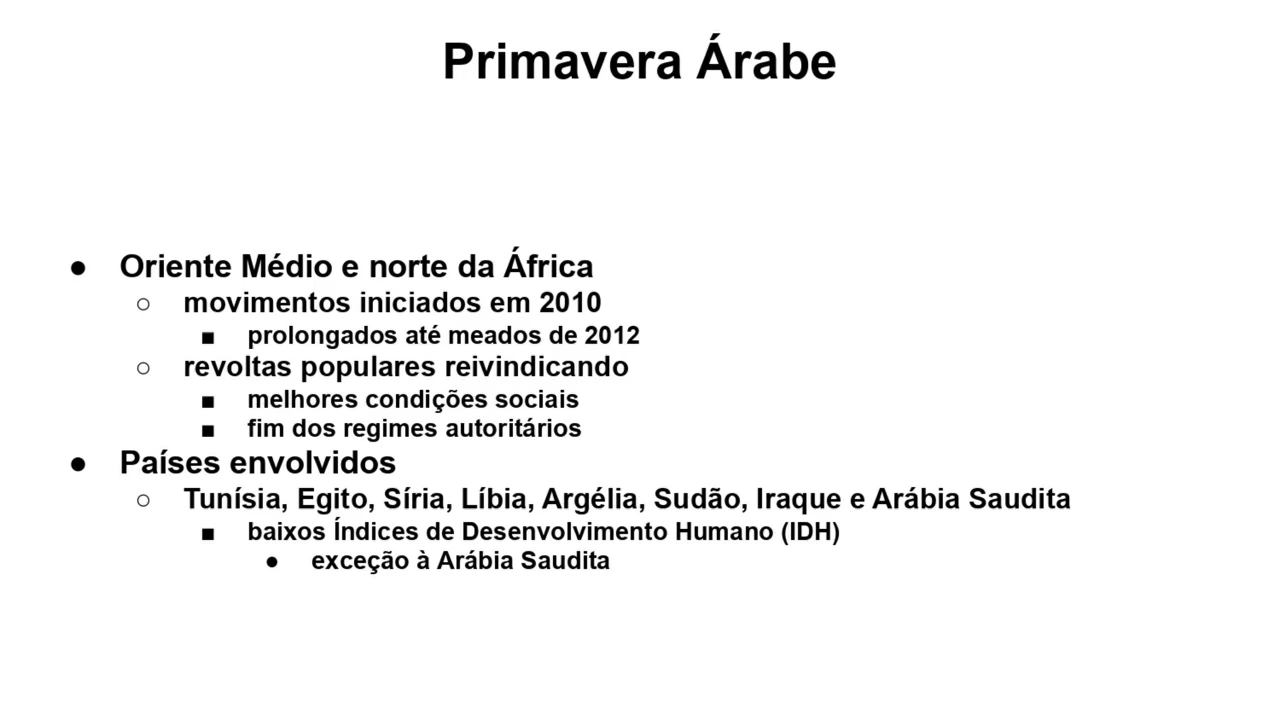 Primavera Árabe
● Oriente Médio e norte da África
○ movimentos iniciados em 2010
■ prolongados até meados de 2012
○ revoltas populares reivindicando
■ melhores condições sociais
■ fim dos regimes autoritários
● Países envolvidos
○ Tunísia, Egito, Síria, Líbia, Argélia, Sudão, Iraque e Arábia Saudita
■ baixos Índices de Desenvolvimento Humano (IDH)
● exceção à Arábia Saudita